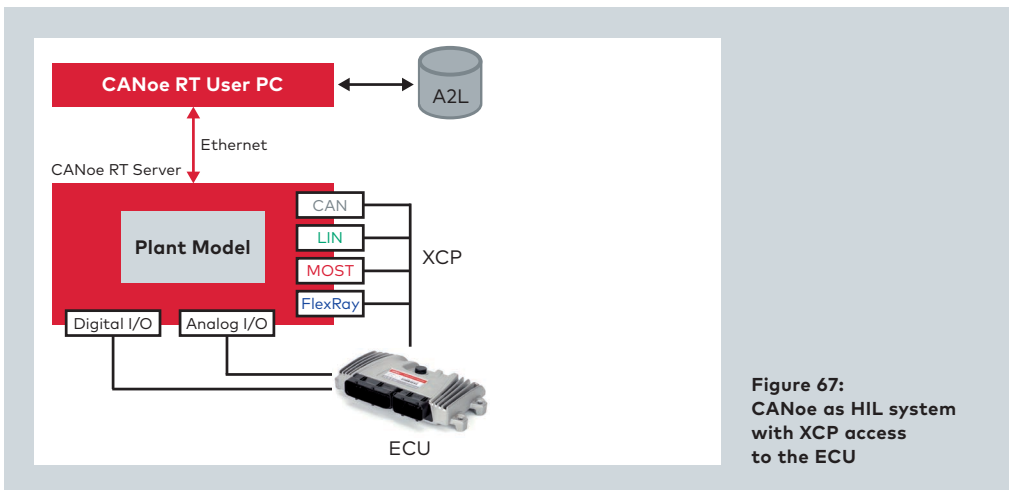 CANoe RT User PC
A2L
Ethernet
CANoe RT Server
Plant Model
CAN
LIN
MOST
FlexRay
XCP
Digital I/O
Analog I/O
ECU
Figure 67:
CANoe as HIL system
with XCP access
to the ECU